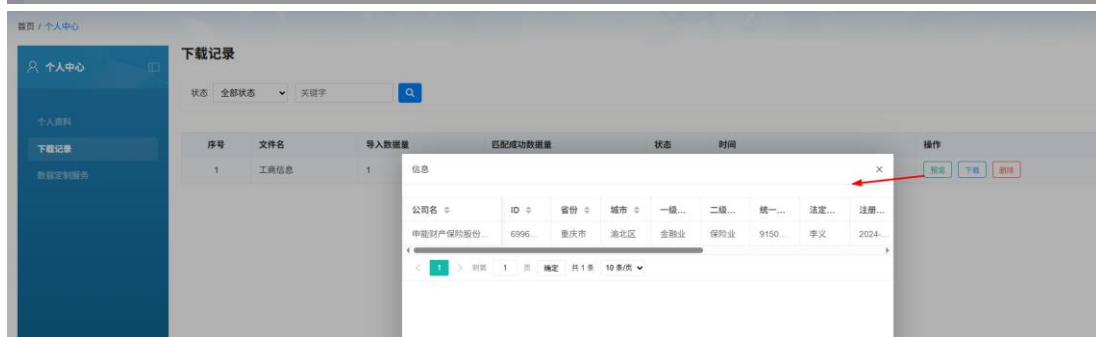 首页 / 个人中心
个人中心
个人资料
下载记录
数据定制服务
下载记录
状态 全部状态 关键字
序号 文件名 导入数据量 匹配成功数据量 状态 时间 操作
1 工商信息 1 预览 下载 删除
信息
公司名 ID 省份 城市 一级... 二级... 统一... 法定... 注册...
申能财产保险股份... 6996... 重庆市 渝北区 金融业 保险业 9150... 李义 2024-...
1 到第 1 页 确定 共 1 条 10 条/页